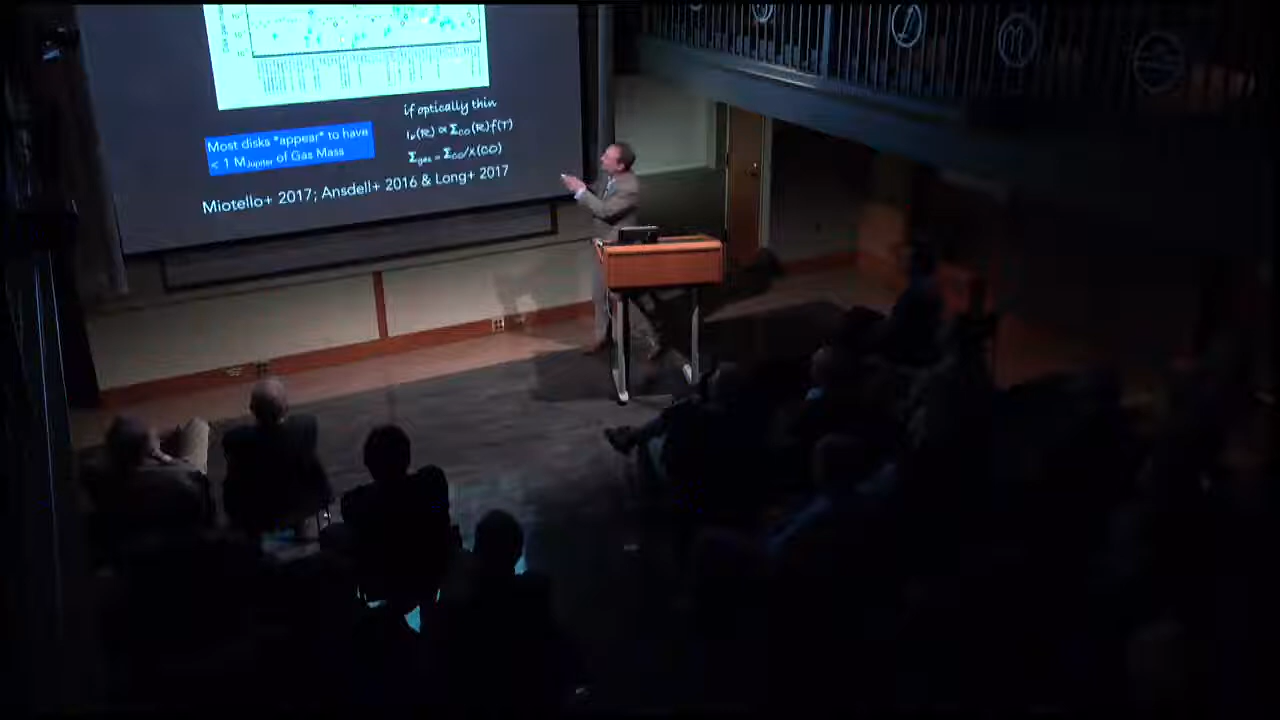 if optically thin
Iν(R) ∝ ΣCO(R)f(T)
Σgas = ΣCO/X(CO)
Most disks *appear* to have
< 1 MJupiter of Gas Mass
Miotello+ 2017; Ansdell+ 2016 & Long+ 2017